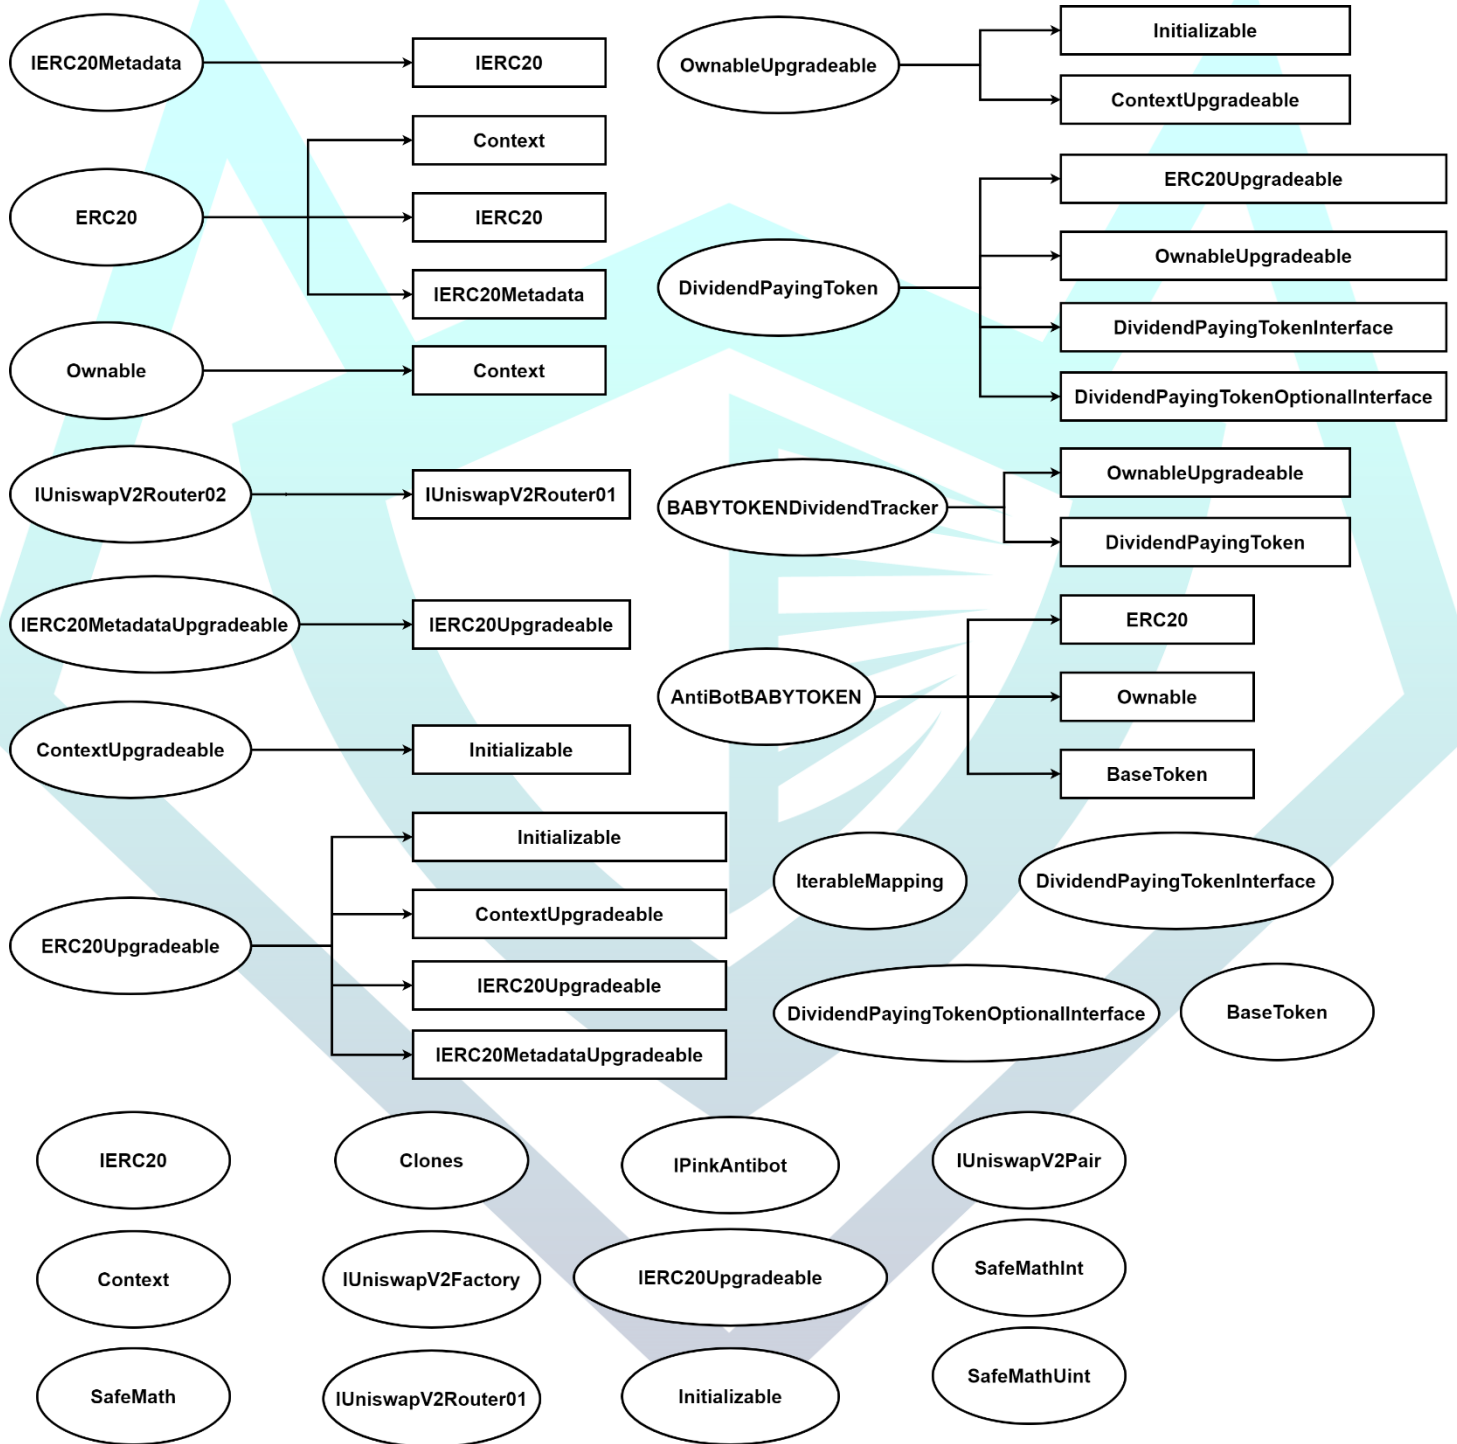 IERC20Metadata
IERC20
ERC20
Context
IERC20
IERC20Metadata
Ownable
Context
IUniswapV2Router02
IUniswapV2Router01
IERC20MetadataUpgradeable
IERC20Upgradeable
ContextUpgradeable
Initializable
ERC20Upgradeable
Initializable
ContextUpgradeable
IERC20Upgradeable
IERC20MetadataUpgradeable
OwnableUpgradeable
Initializable
ContextUpgradeable
DividendPayingToken
ERC20Upgradeable
OwnableUpgradeable
DividendPayingTokenInterface
DividendPayingTokenOptionalInterface
BABYTOKENDividendTracker
OwnableUpgradeable
DividendPayingToken
AntiBotBABYTOKEN
ERC20
Ownable
BaseToken
IterableMapping
DividendPayingTokenInterface
DividendPayingTokenOptionalInterface
BaseToken
IERC20
Clones
IPinkAntibot
IUniswapV2Pair
Context
IUniswapV2Factory
IERC20Upgradeable
SafeMathInt
SafeMath
IUniswapV2Router01
Initializable
SafeMathUint